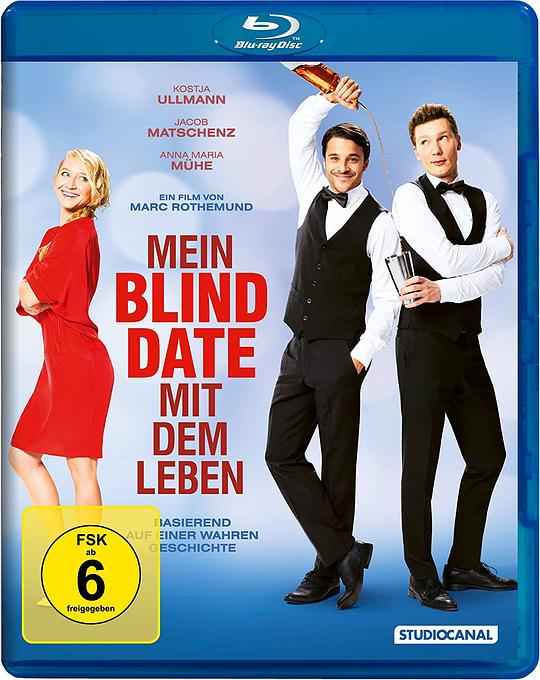 Blu-ray Disc™
KOSTJA
ULLMANN
JACOB
MATSCHENZ
ANNA MARIA
MÜHE
EIN FILM VON
MARC ROTHEMUND
MEIN
BLIND
DATE
MIT
DEM
LEBEN
BASIEREND
AUF EINER WAHREN
GESCHICHTE
FSK
ab
6
freigegeben
STUDIOCANAL